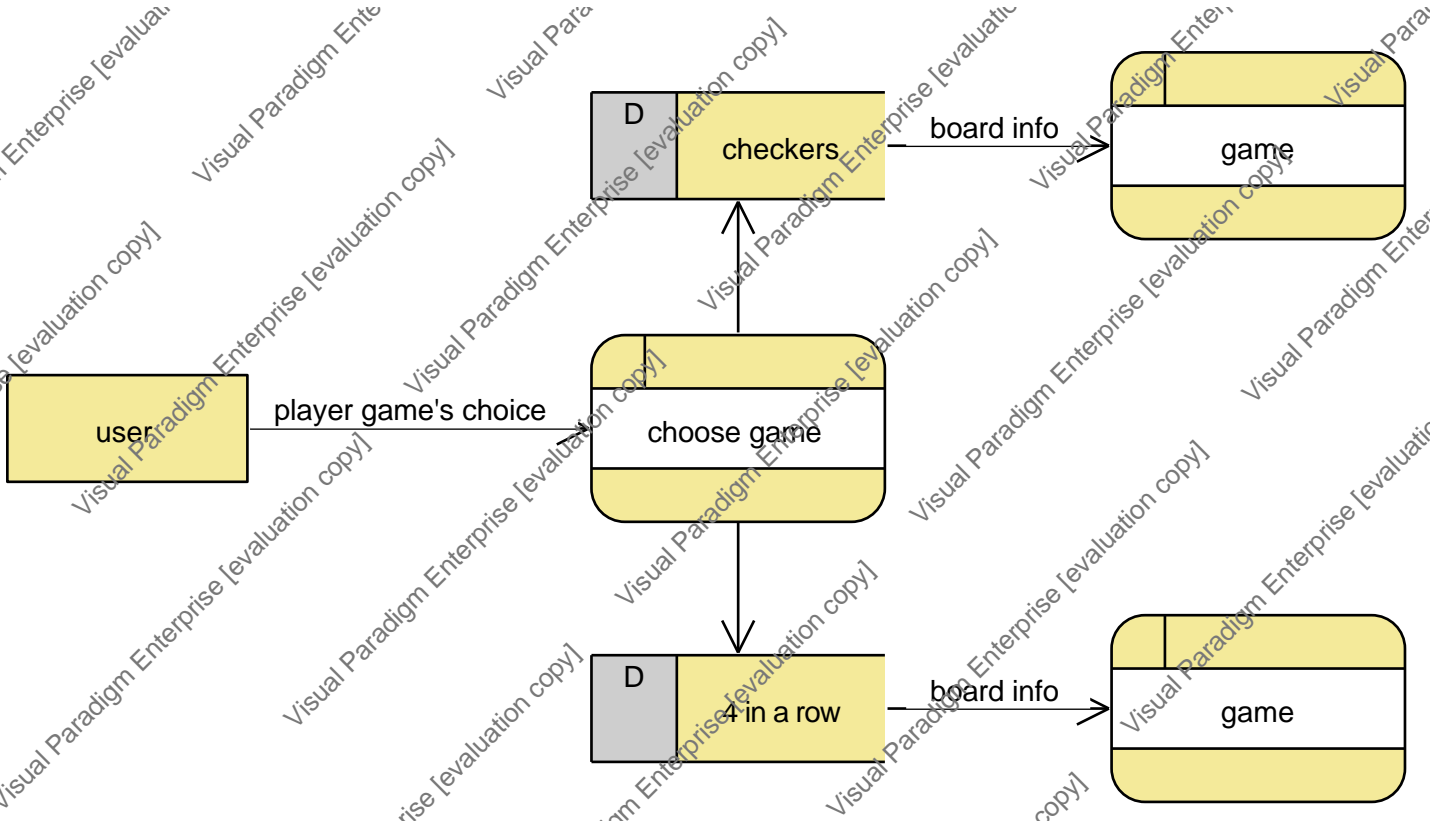 D
checkers
board info
game
user
player game's choice
choose game
D
4 in a row
board info
game
Visual Paradigm Enterprise [evaluation copy]